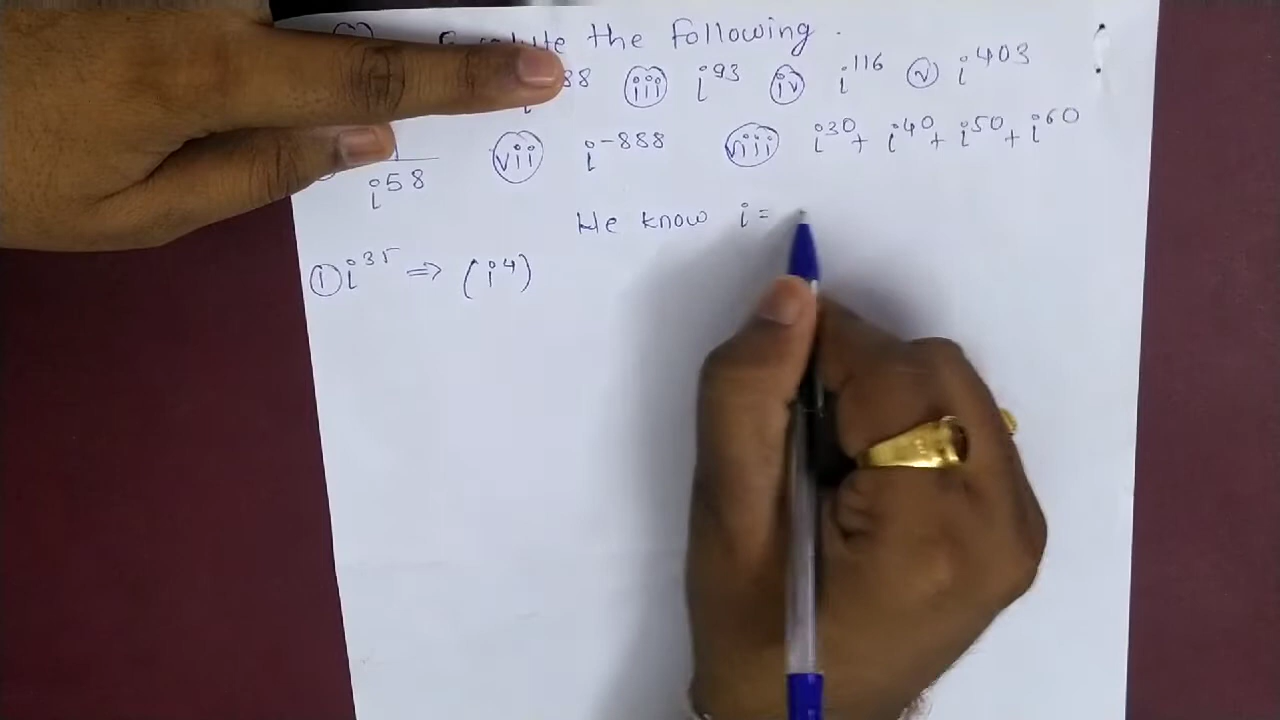 the following.
88 (iii) i^93 (iv) i^116 (v) i^403
i^58 (vii) i^-888 (viii) i^30 + i^40 + i^50 + i^60
We know i =
(1) i^35 ⇒ (i^4)